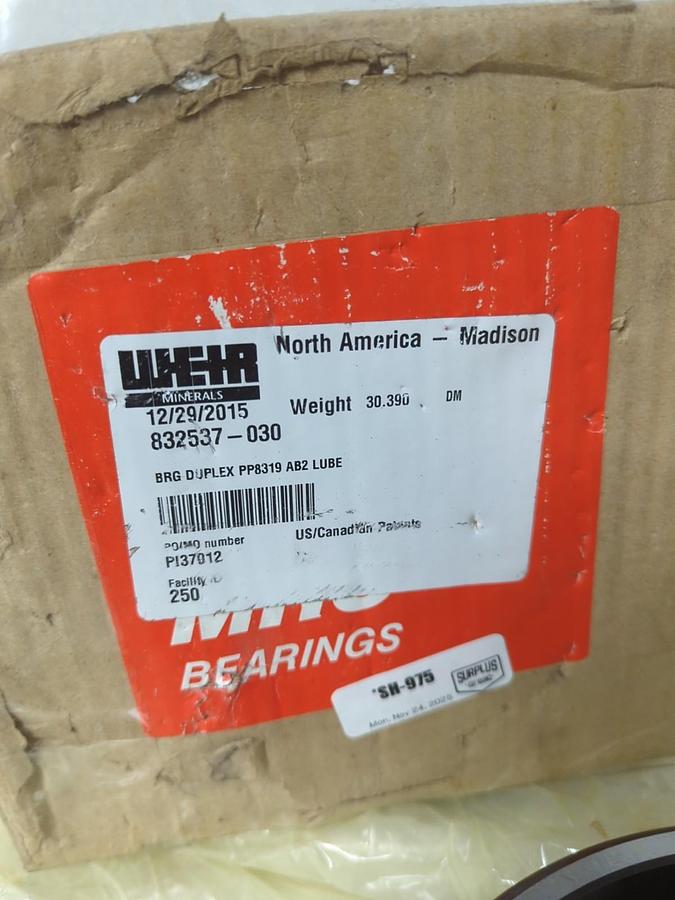 WEIR
MINERALS
North America – Madison
12/29/2015
Weight 30.390 DM
832537-030
BRG DUPLEX PP8319 AB2 LUBE
PO/MO number
US/Canadian Patents
PI37012
Facility ID
250
BEARINGS
*SH-975
SURPLUS
Mon, Nov 24, 2025